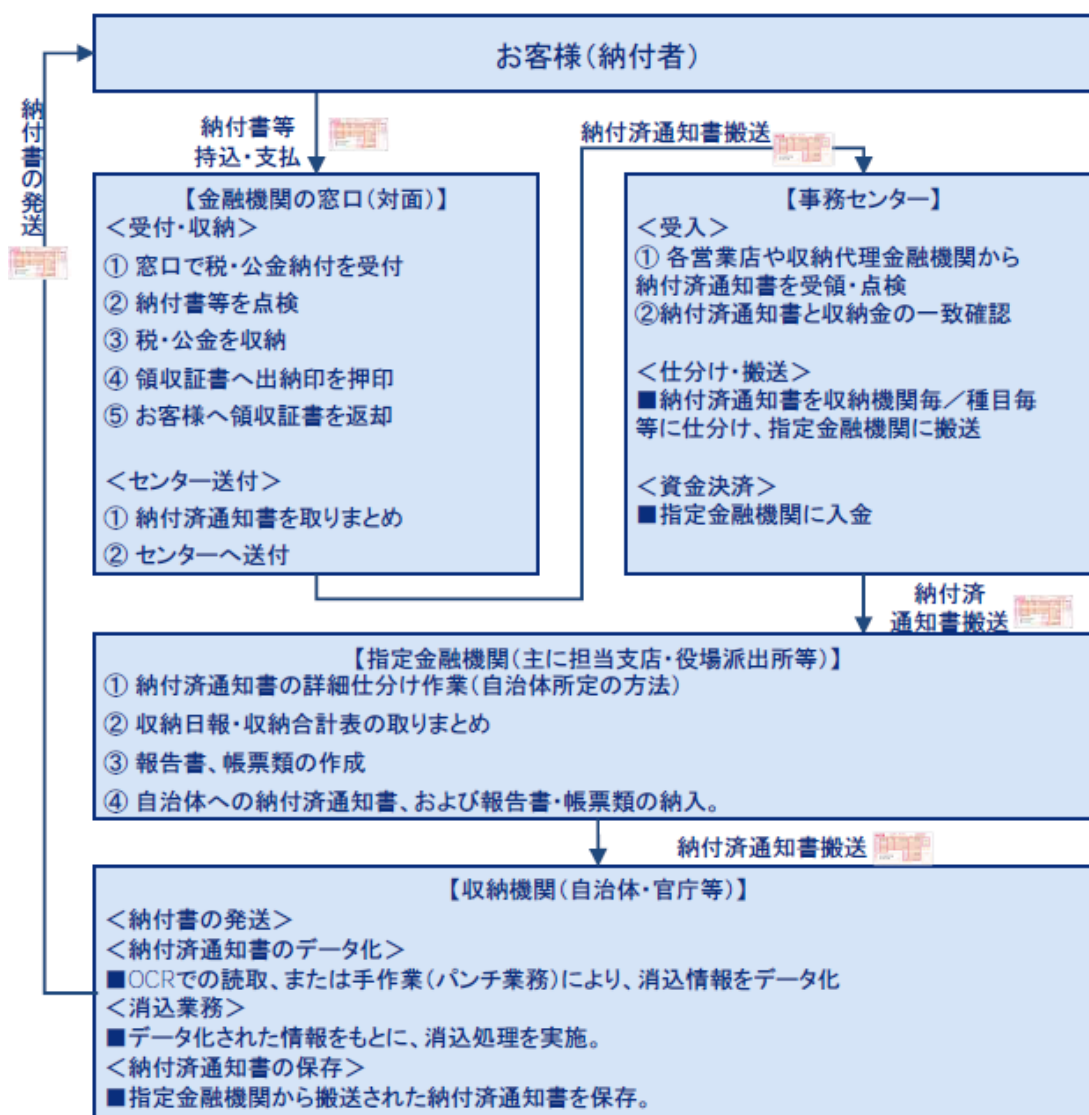 お客様（納付者）
納付書の発送
納付書等
持込・支払
納付済通知書搬送
【金融機関の窓口（対面）】
＜受付・収納＞
① 窓口で税・公金納付を受付
② 納付書等を点検
③ 税・公金を収納
④ 領収証書へ出納印を押印
⑤ お客様へ領収証書を返却
＜センター送付＞
① 納付済通知書を取りまとめ
② センターへ送付
【事務センター】
＜受入＞
① 各営業店や収納代理金融機関から
納付済通知書を受領・点検
②納付済通知書と収納金の一致確認
＜仕分け・搬送＞
■納付済通知書を収納機関毎／種目毎
等に仕分け、指定金融機関に搬送
＜資金決済＞
■指定金融機関に入金
納付済
通知書搬送
【指定金融機関（主に担当支店・役場派出所等）】
① 納付済通知書の詳細仕分け作業（自治体所定の方法）
② 収納日報・収納合計表の取りまとめ
③ 報告書、帳票類の作成
④ 自治体への納付済通知書、および報告書・帳票類の納入。
納付済通知書搬送
【収納機関（自治体・官庁等）】
＜納付書の発送＞
＜納付済通知書のデータ化＞
■OCRでの読取、または手作業（パンチ業務）により、消込情報をデータ化
＜消込業務＞
■データ化された情報をもとに、消込処理を実施。
＜納付済通知書の保存＞
■指定金融機関から搬送された納付済通知書を保存。